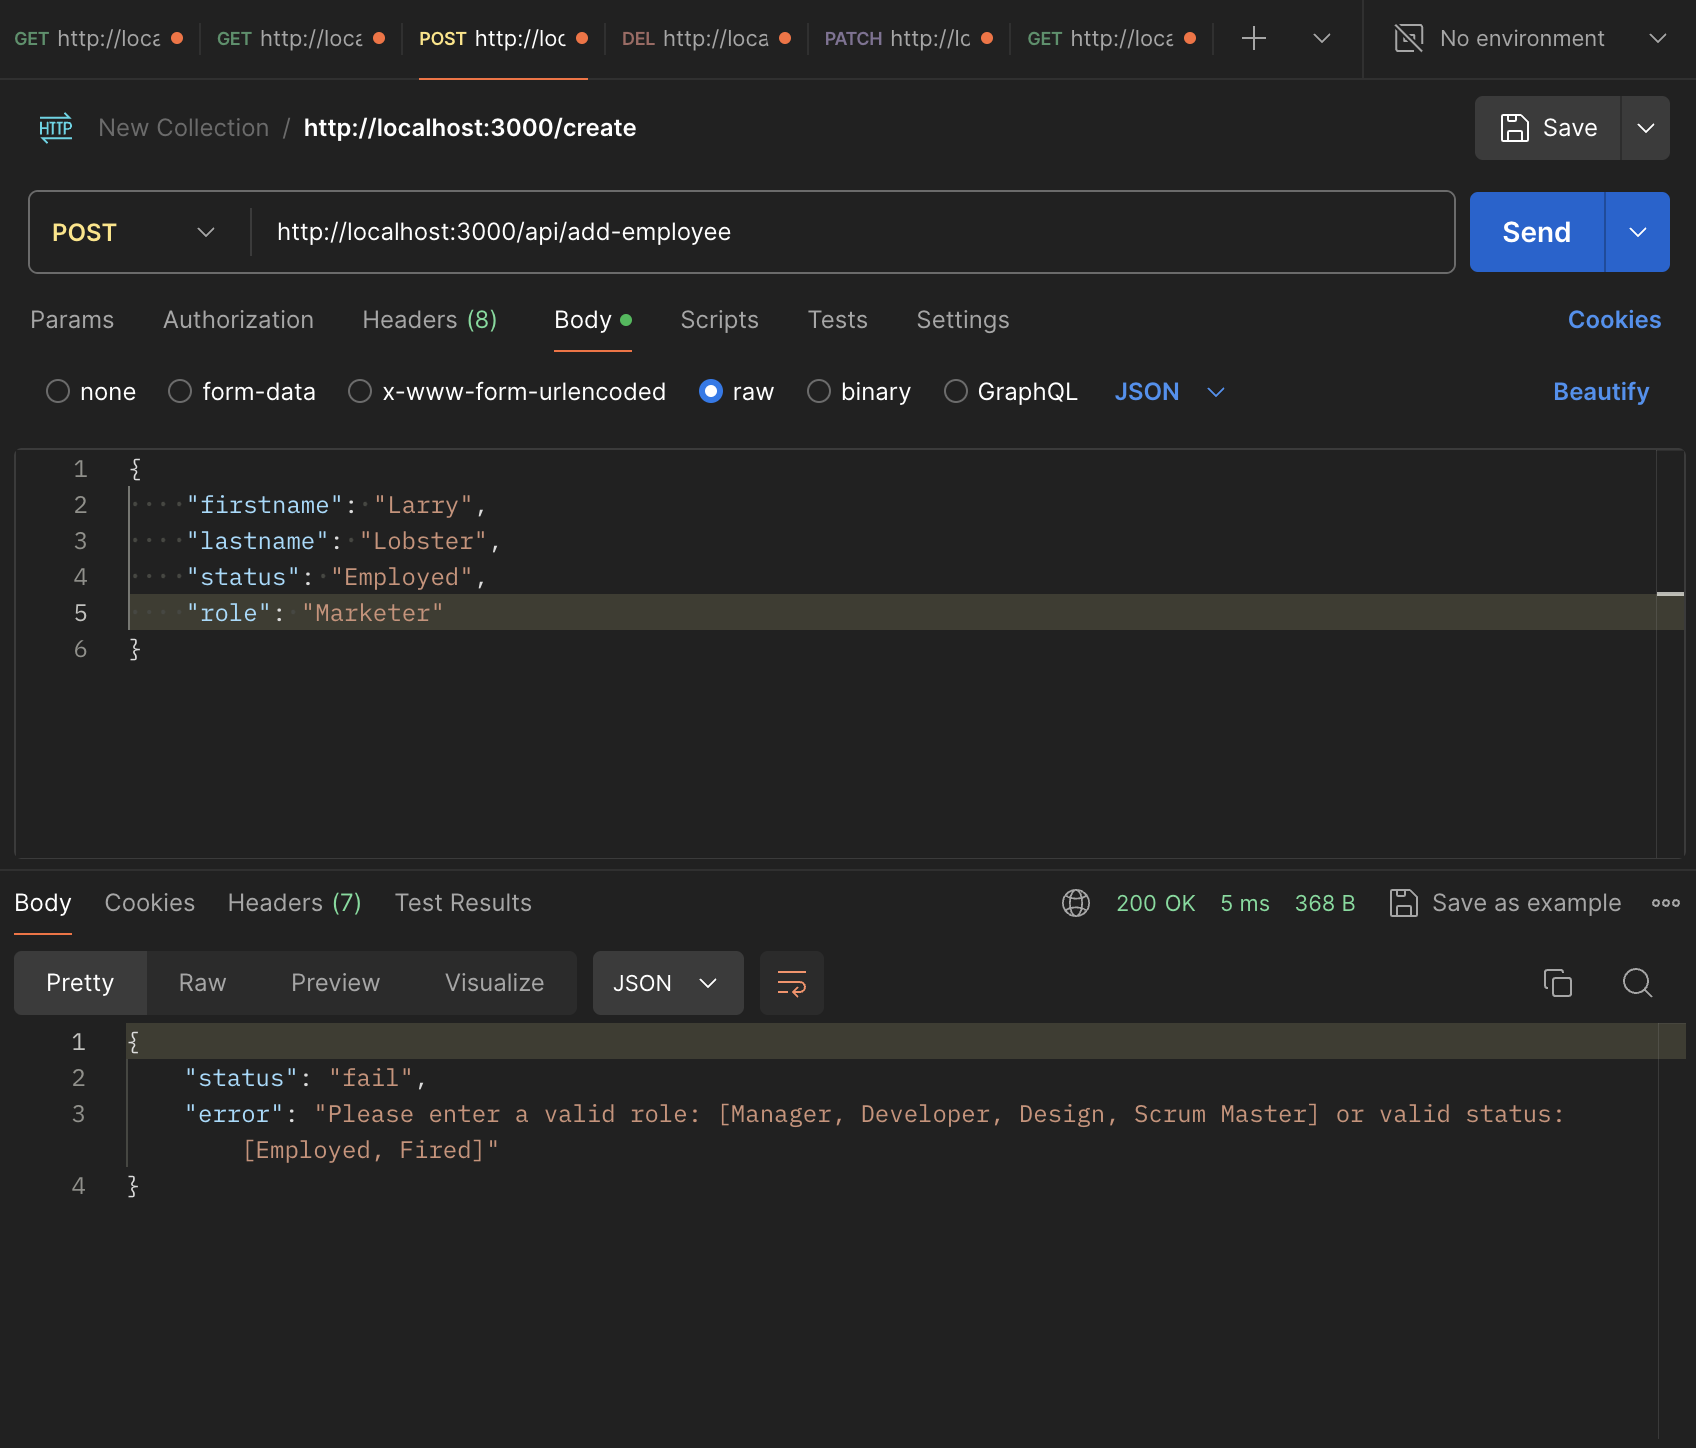 GET http://loca GET http://loca POST http://loc DEL http://loca PATCH http://lc GET http://loca No environment
HTTP New Collection / http://localhost:3000/create Save
POST http://localhost:3000/api/add-employee Send
Params Authorization Headers (8) Body Scripts Tests Settings Cookies
none form-data x-www-form-urlencoded raw binary GraphQL JSON Beautify
1 {
2 "firstname": "Larry",
3 "lastname": "Lobster",
4 "status": "Employed",
5 "role": "Marketer"
6 }
Body Cookies Headers (7) Test Results 200 OK 5 ms 368 B Save as example
Pretty Raw Preview Visualize JSON
1 {
2 "status": "fail",
3 "error": "Please enter a valid role: [Manager, Developer, Design, Scrum Master] or valid status:
[Employed, Fired]"
4 }